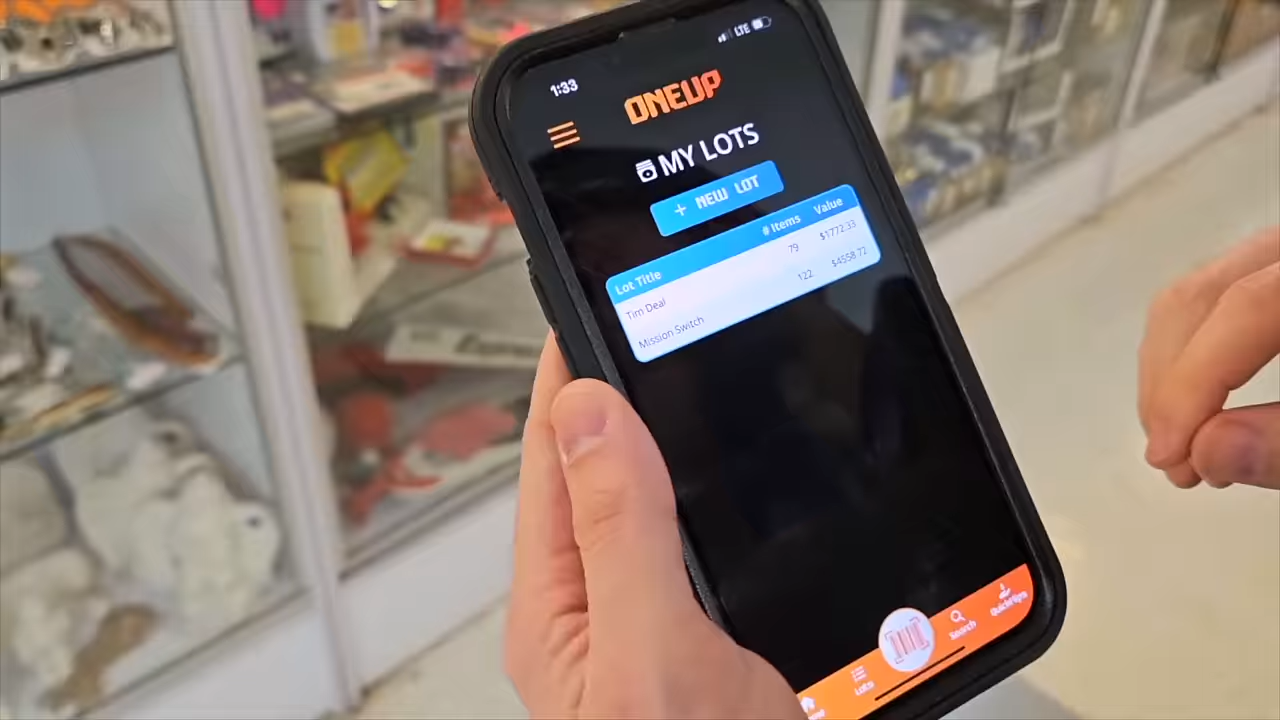 1:33
LTE
ONEUP
MY LOTS
+ NEW LOT
Lot Title # Items Value
Tim Deal 79 $1772.33
Mission Switch 122 $4558.72
Lots Search QuickFlips